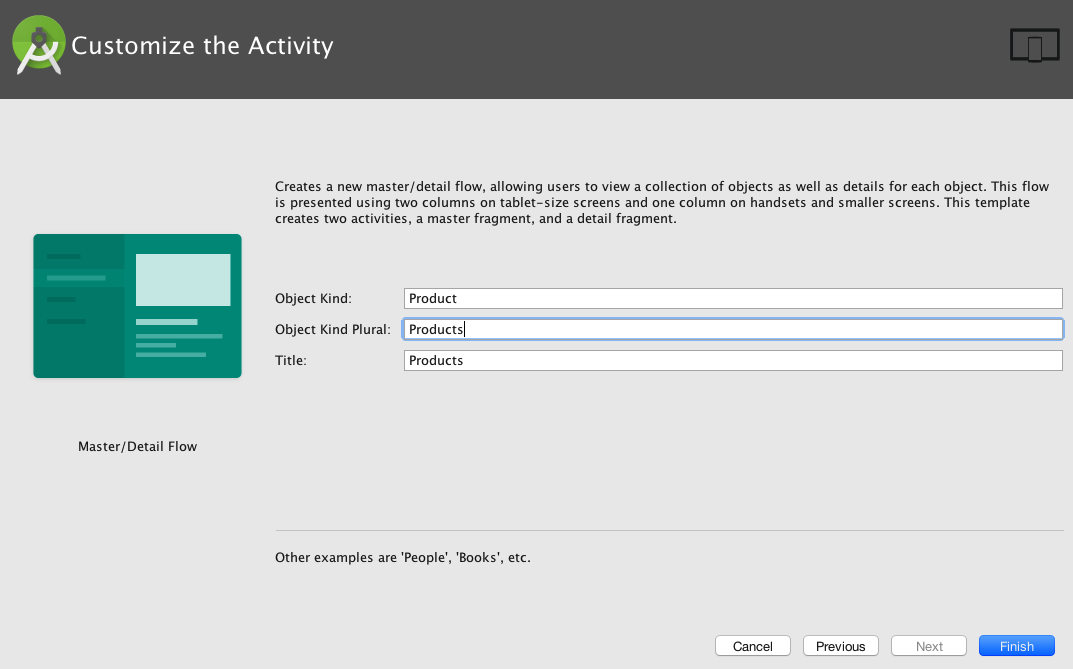 Customize the Activity
Creates a new master/detail flow, allowing users to view a collection of objects as well as details for each object. This flow
is presented using two columns on tablet-size screens and one column on handsets and smaller screens. This template
creates two activities, a master fragment, and a detail fragment.
Object Kind: Product
Object Kind Plural: Products
Title: Products
Master/Detail Flow
Other examples are 'People', 'Books', etc.
Cancel Previous Next Finish